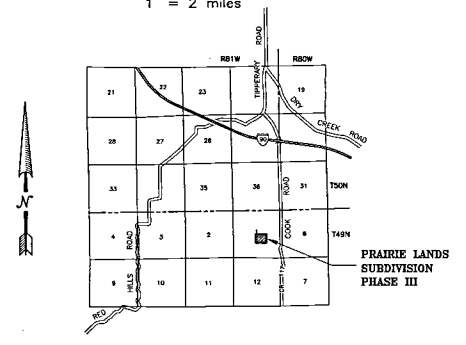 1" = 2 miles
R81W R80W
TIPPERARY ROAD
21 22 23 19
DRY CREEK ROAD
28 27 26 90
33 35 36 31 T50N
N
ROAD
COOK ROAD
4 3 2 6 T49N
PRAIRIE LANDS
SUBDIVISION
PHASE III
9 10 11 12 7
RED HILLS ROAD